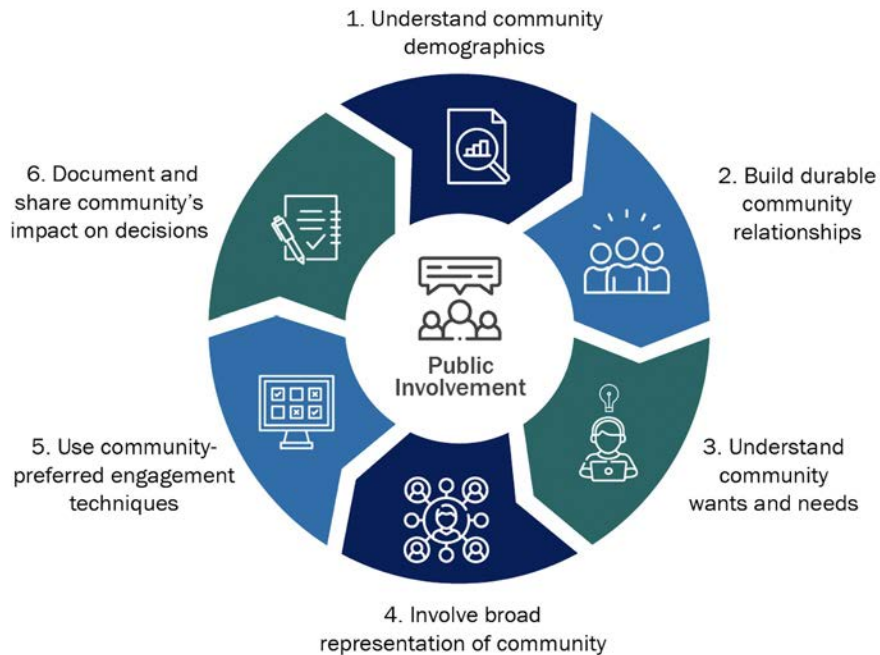 1. Understand community
demographics
2. Build durable
community
relationships
3. Understand
community
wants and needs
4. Involve broad
representation of community
5. Use community-
preferred engagement
techniques
6. Document and
share community’s
impact on decisions
Public
Involvement